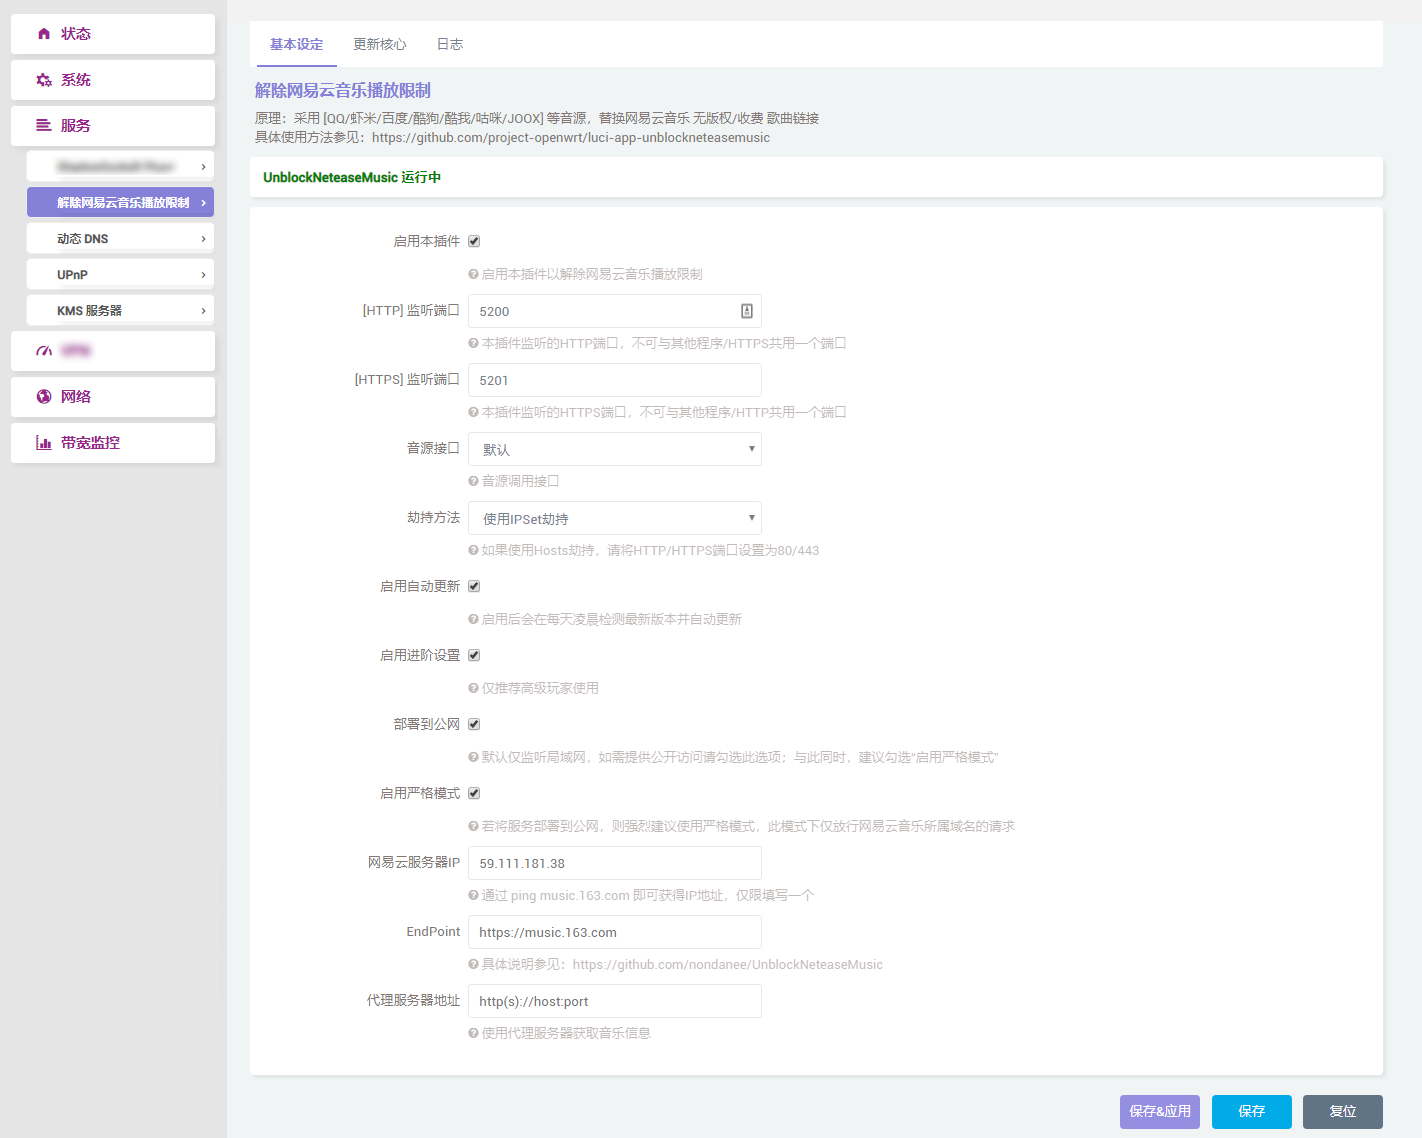 状态
系统
服务
解除网易云音乐播放限制
动态 DNS
UPnP
KMS 服务器
网络
带宽监控
基本设定
更新核心
日志
解除网易云音乐播放限制
原理：采用 [QQ/虾米/百度/酷狗/酷我/咕咪/JOOX] 等音源，替换网易云音乐 无版权/收费 歌曲链接
具体使用方法参见：https://github.com/project-openwrt/luci-app-unblockneteasemusic
UnblockNeteaseMusic 运行中
启用本插件
启用本插件以解除网易云音乐播放限制
[HTTP] 监听端口
5200
本插件监听的HTTP端口，不可与其他程序/HTTPS共用一个端口
[HTTPS] 监听端口
5201
本插件监听的HTTPS端口，不可与其他程序/HTTP共用一个端口
音源接口
默认
音源调用接口
劫持方法
使用IPSet劫持
如果使用Hosts劫持，请将HTTP/HTTPS端口设置为80/443
启用自动更新
启用后会在每天凌晨检测最新版本并自动更新
启用进阶设置
仅推荐高级玩家使用
部署到公网
默认仅监听局域网，如需提供公开访问请勾选此选项；与此同时，建议勾选“启用严格模式”
启用严格模式
若将服务部署到公网，则强烈建议使用严格模式，此模式下仅放行网易云音乐所属域名的请求
网易云服务器IP
59.111.181.38
通过 ping music.163.com 即可获得IP地址，仅限填写一个
EndPoint
https://music.163.com
具体说明参见：https://github.com/nondanee/UnblockNeteaseMusic
代理服务器地址
http(s)://host:port
使用代理服务器获取音乐信息
保存&应用
保存
复位